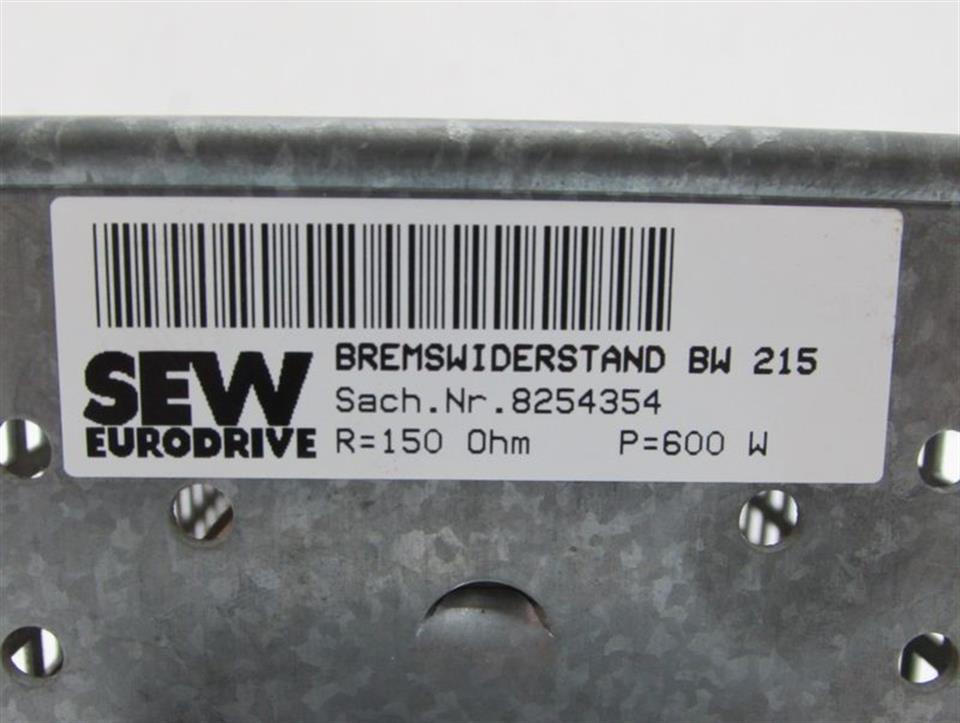 SEW
EURODRIVE
BREMSWIDERSTAND BW 215
Sach.Nr.8254354
R=150 Ohm P=600 W